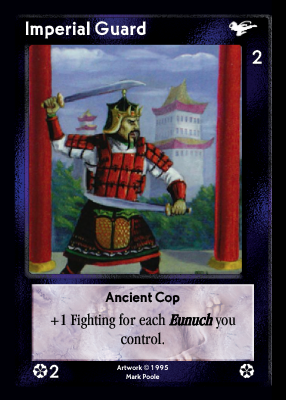 Imperial Guard
2
Ancient Cop
+1 Fighting for each Eunuch you
control.
2
Artwork © 1995
Mark Poole